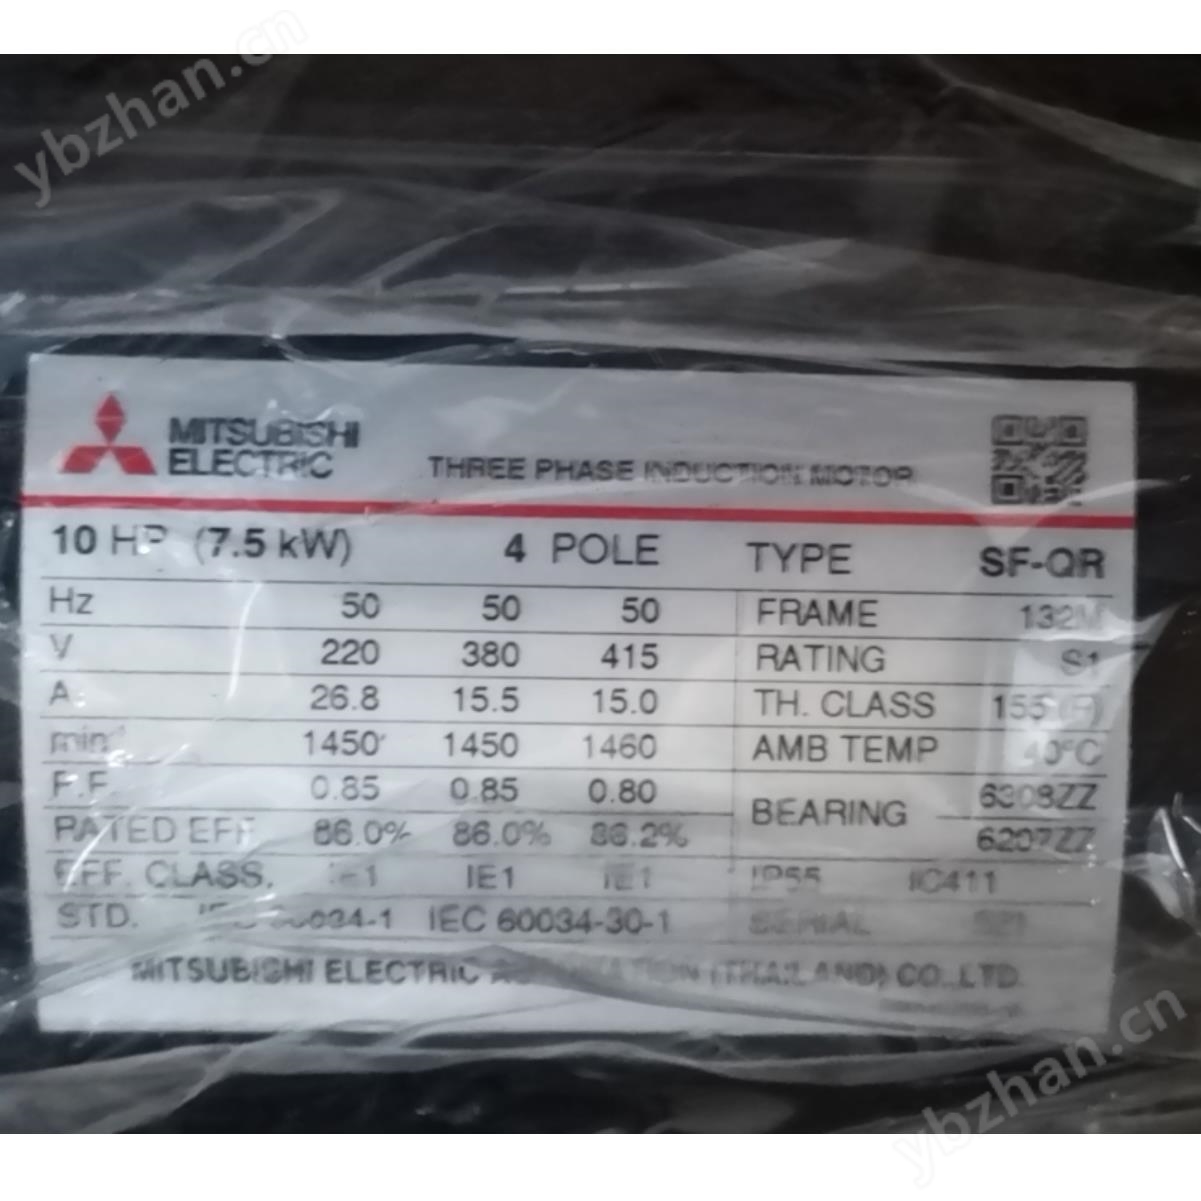 ybzhan.cn
MITSUBISHI
ELECTRIC
THREE PHASE INDUCTION MOTOR
10 HP (7.5 kW) 4 POLE TYPE SF-QR
Hz 50 50 50 FRAME 132M
V 220 380 415 RATING S1
A 26.8 15.5 15.0 TH. CLASS 155 (F)
min⁻¹ 1450 1450 1460 AMB TEMP 40°C
P.F. 0.85 0.85 0.80 BEARING 6308ZZ
RATED EFF 86.0% 86.0% 86.2% 6207ZZ
EFF. CLASS. IE1 IE1 IE1 IP55 IC411
STD. IEC 60034-1 IEC 60034-30-1 SERIAL
MITSUBISHI ELECTRIC AUTOMATION (THAILAND) CO.,LTD.
ybzhan.cn